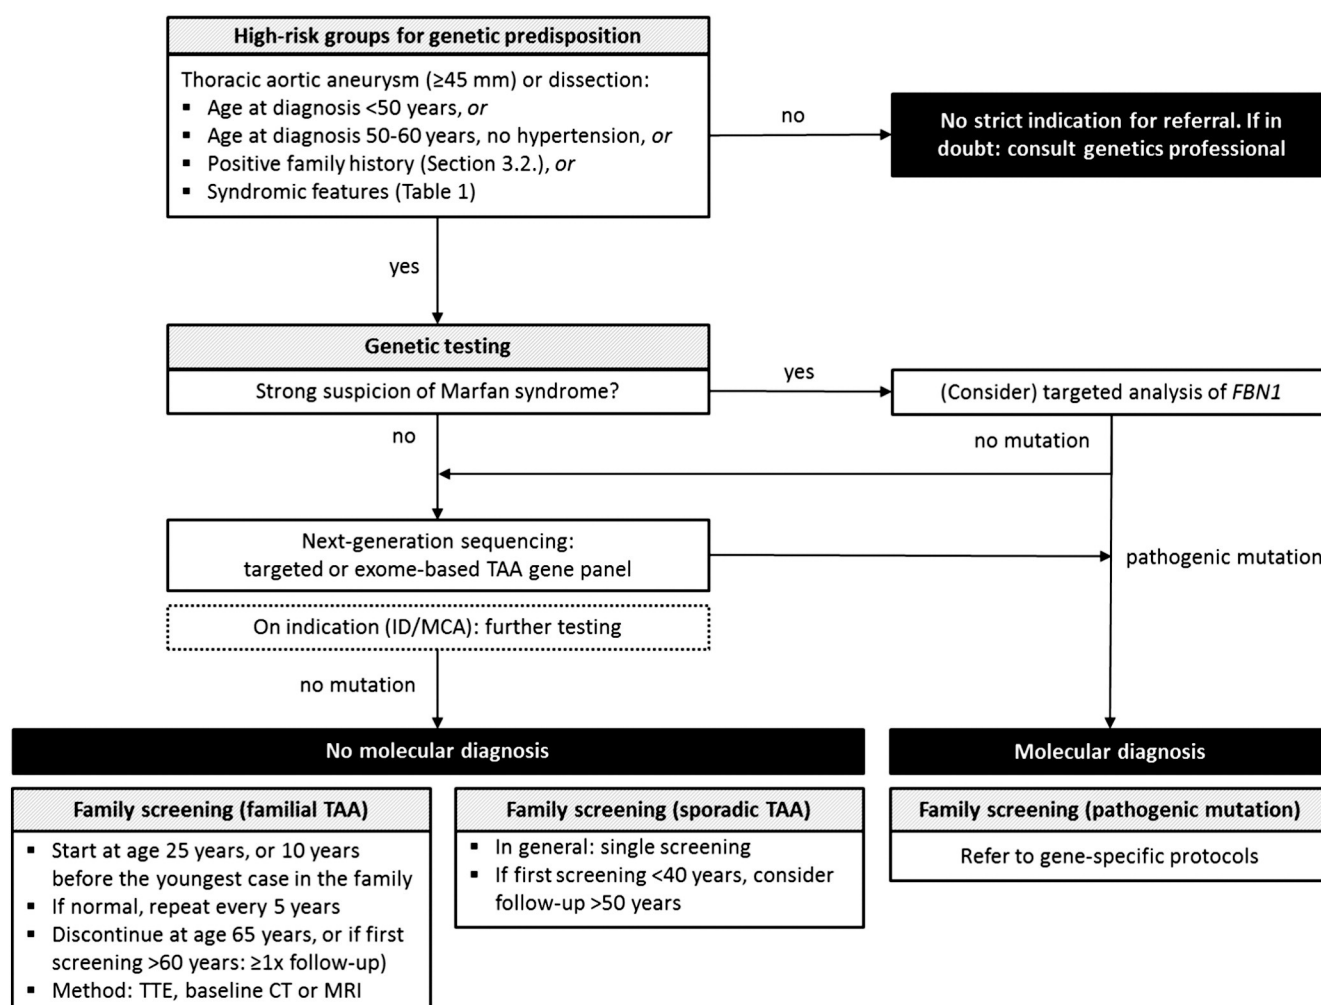 High-risk groups for genetic predisposition
Thoracic aortic aneurysm (≥45 mm) or dissection:
▪ Age at diagnosis <50 years, or
▪ Age at diagnosis 50-60 years, no hypertension, or
▪ Positive family history (Section 3.2.), or
▪ Syndromic features (Table 1)
no
No strict indication for referral. If in
doubt: consult genetics professional
yes
Genetic testing
Strong suspicion of Marfan syndrome?
yes
(Consider) targeted analysis of FBN1
no
no mutation
Next-generation sequencing:
targeted or exome-based TAA gene panel
pathogenic mutation
On indication (ID/MCA): further testing
no mutation
No molecular diagnosis
Molecular diagnosis
Family screening (familial TAA)
▪ Start at age 25 years, or 10 years
before the youngest case in the family
▪ If normal, repeat every 5 years
▪ Discontinue at age 65 years, or if first
screening >60 years: ≥1x follow-up)
▪ Method: TTE, baseline CT or MRI
Family screening (sporadic TAA)
▪ In general: single screening
▪ If first screening <40 years, consider
follow-up >50 years
Family screening (pathogenic mutation)
Refer to gene-specific protocols